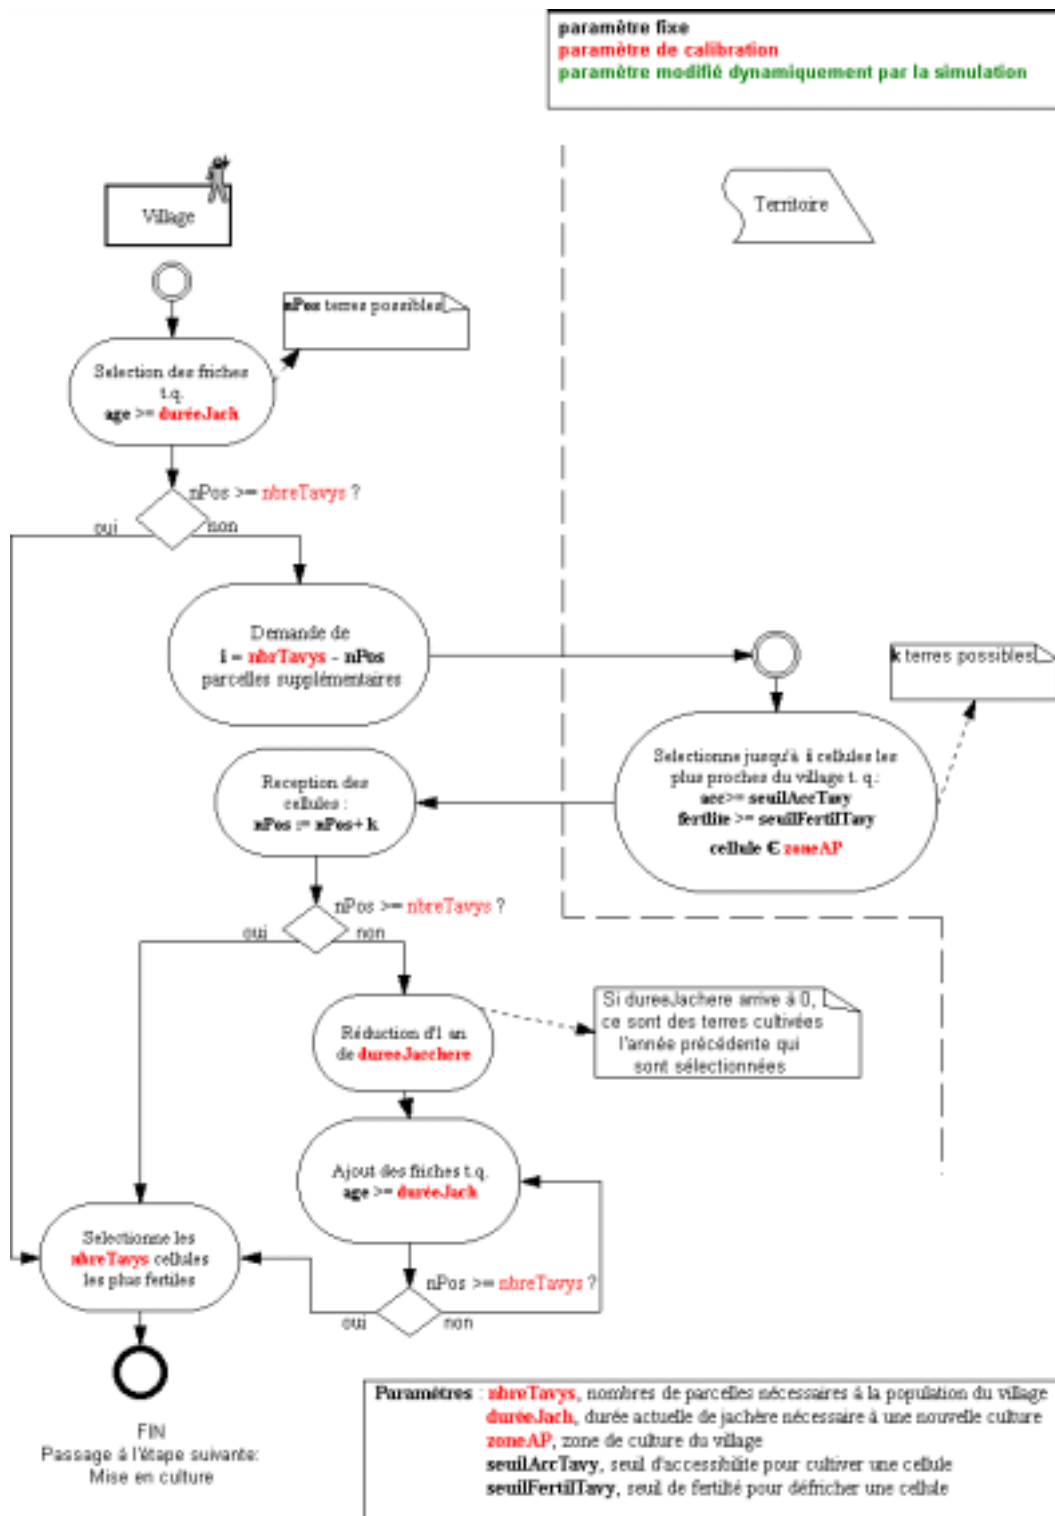 paramètre fixe
paramètre de calibration
paramètre modifié dynamiquement par la simulation
Village
Territoire
nPos terres possibles
Selection des friches
t.q.
age >= duréeJach
nPos >= nbreTavys ?
oui
non
Demande de
i = nbrTavys - nPos
parcelles supplémentaires
k terres possibles
Selectionne jusqu'à i cellules les
plus proches du village t. q.:
acc>= seuilAccTavy
fertlite >= seuilFertilTavy
cellule € zoneAP
Reception des
cellules :
nPos := nPos+ k
nPos >= nbreTavys ?
oui
non
Réduction d'1 an
de dureeJacchere
Si dureeJachere arrive à 0,
ce sont des terres cultivées
l'année précédente qui
sont sélectionnées
Ajout des friches t.q.
age >= duréeJach
Selectionne les
nbreTavys cellules
les plus fertiles
nPos >= nbreTavys ?
oui
non
FIN
Passage à l'étape suivante:
Mise en culture
Paramètres : nbreTavys, nombres de parcelles nécessaires à la population du village
duréeJach, durée actuelle de jachère nécessaire à une nouvelle culture
zoneAP, zone de culture du village
seuilAccTavy, seuil d'accessibilite pour cultiver une cellule
seuilFertilTavy, seuil de fertilté pour défricher une cellule